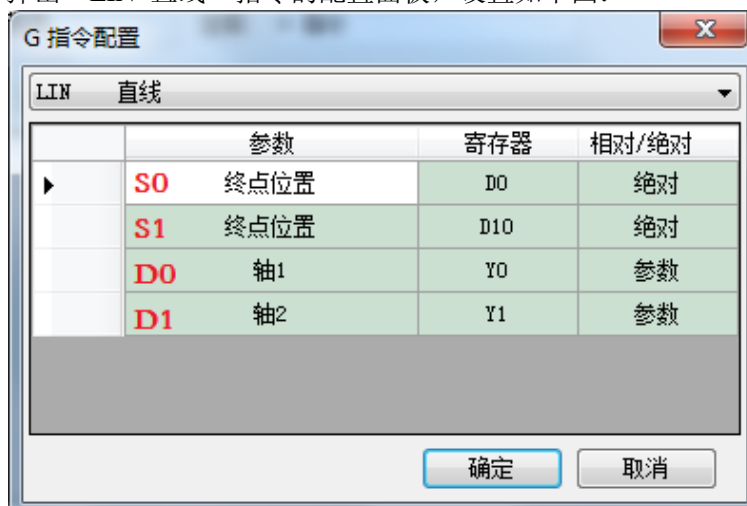 G 指令配置
LIN 直线
参数 寄存器 相对/绝对
S0 终点位置 D0 绝对
S1 终点位置 D10 绝对
D0 轴1 Y0 参数
D1 轴2 Y1 参数
确定 取消